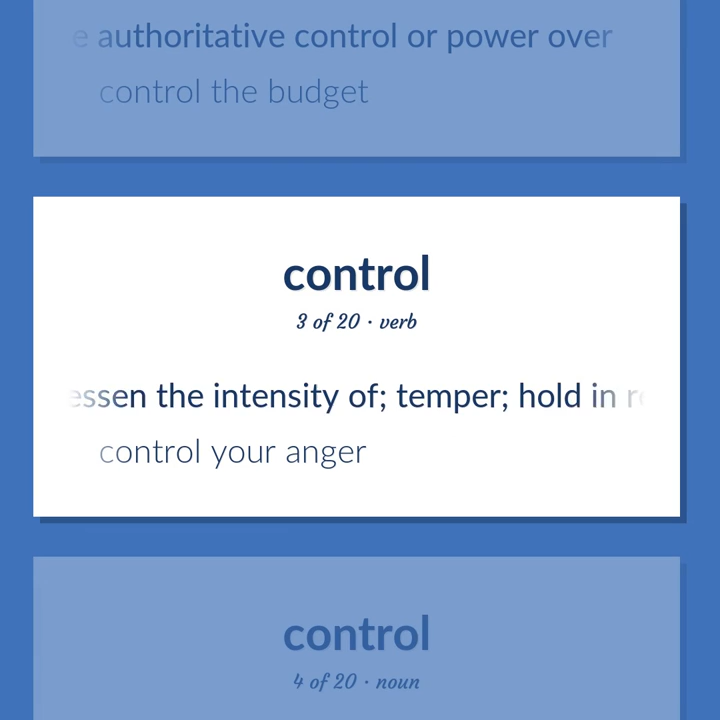 authoritative control or power over
control the budget
control
3 of 20 · verb
essen the intensity of; temper; hold in
control your anger
control
4 of 20 · noun